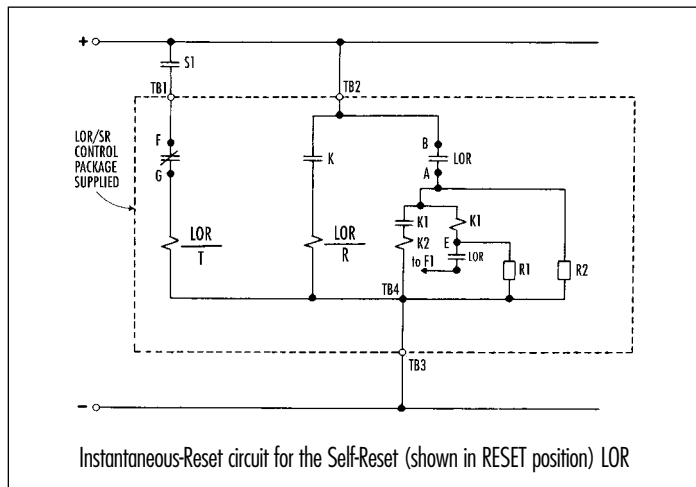 +
S1
TB1
TB2
LOR/SR
CONTROL
PACKAGE
SUPPLIED
F
G
K
B
LOR
A
K1
K1
K2
E
LOR
to F1
R1
R2
LOR
T
LOR
R
TB4
TB3
−
Instantaneous-Reset circuit for the Self-Reset (shown in RESET position) LOR